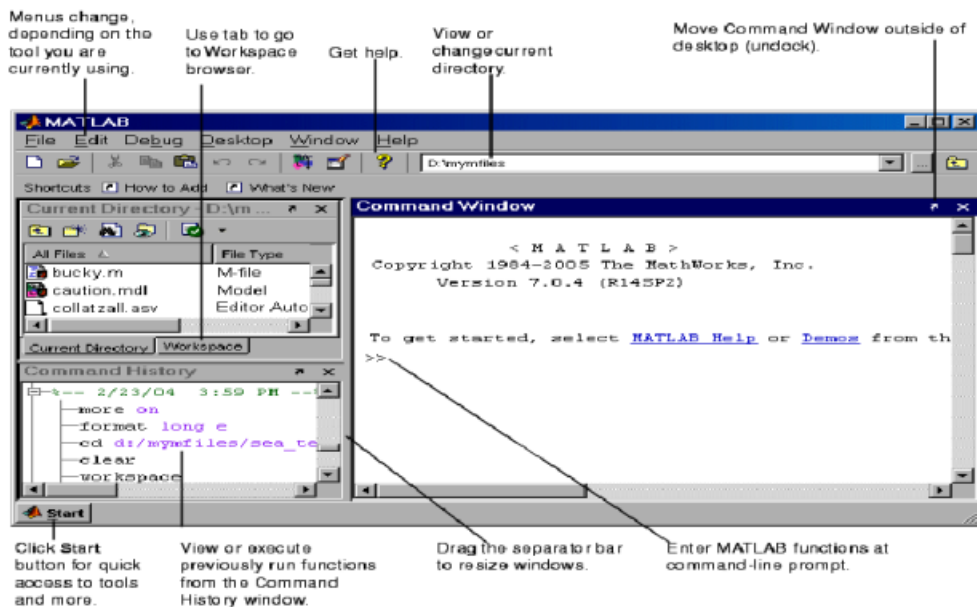 Menus change,
depending on the
tool you are
currently using.
Use tab to go
to Workspace
browser.
Get help.
View or
change current
directory.
Move Command Window outside of
desktop (undock).
MATLAB
File Edit Debug Desktop Window Help
D:\mymfiles
...
Shortcuts How to Add What's New
Current Directory - D:\m...
All Files File Type
bucky.m M-file
caution.mdl Model
collatzall.asv Editor Auto
Current Directory Workspace
Command History
%-- 2/23/04 3:59 PM --%
more on
format long e
cd d:/mymfiles/sea_te
clear
workspace
Command Window
< M A T L A B >
Copyright 1984-2005 The MathWorks, Inc.
Version 7.0.4 (R14SP2)
To get started, select MATLAB Help or Demos from th
>>
Start
Click Start
button for quick
access to tools
and more.
View or execute
previously run functions
from the Command
History window.
Drag the separator bar
to resize windows.
Enter MATLAB functions at
command-line prompt.